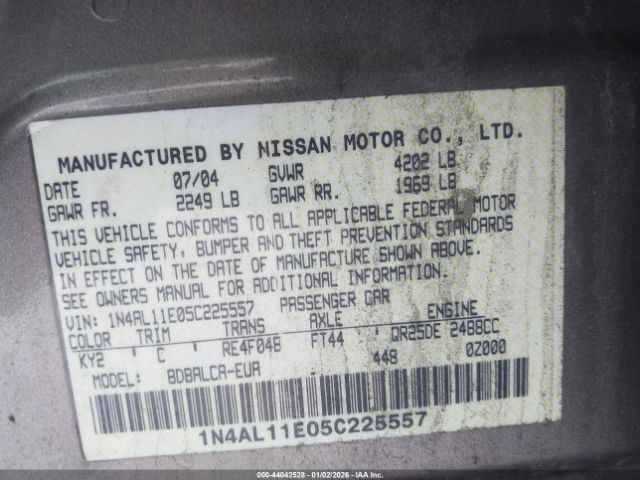 MANUFACTURED BY NISSAN MOTOR CO., LTD.
DATE 07/04 GVWR 4202 LB
GAWR FR. 2249 LB GAWR RR. 1969 LB
THIS VEHICLE CONFORMS TO ALL APPLICABLE FEDERAL MOTOR
VEHICLE SAFETY, BUMPER AND THEFT PREVENTION STANDARDS
IN EFFECT ON THE DATE OF MANUFACTURE SHOWN ABOVE.
SEE OWNERS MANUAL FOR ADDITIONAL INFORMATION.
VIN: 1N4AL11E05C225557 PASSENGER CAR
COLOR TRIM TRANS AXLE ENGINE
KY2 C RE4F04B FT44 QR25DE 2488CC
MODEL: BDBALCA-EUA 448 0Z000
1N4AL11E05C225557
© IAA - 44042528 - 01/02/2026 - IAAI.COM